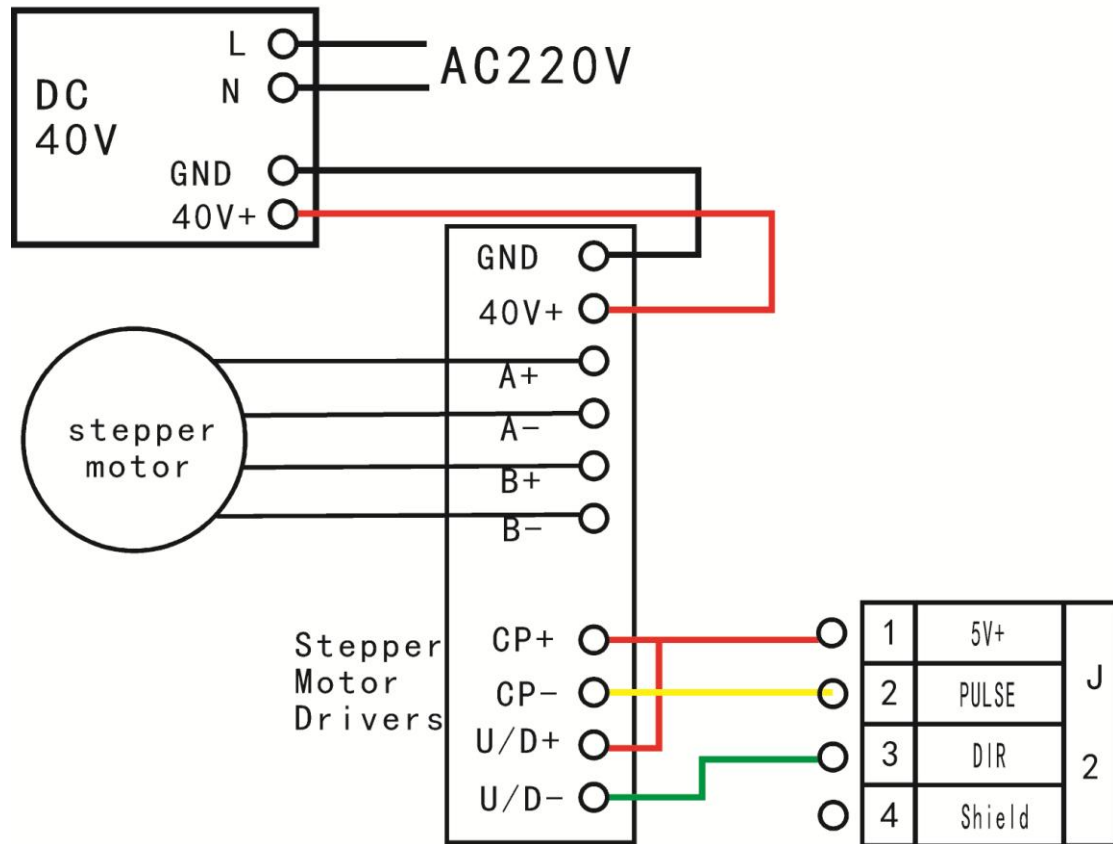 L
AC220V
N
DC
40V
GND
40V+
GND
40V+
A+
A-
B+
B-
stepper
motor
Stepper
Motor
Drivers
CP+
CP-
U/D+
U/D-
1 5V+
2 PULSE
3 DIR
4 Shield
J
2